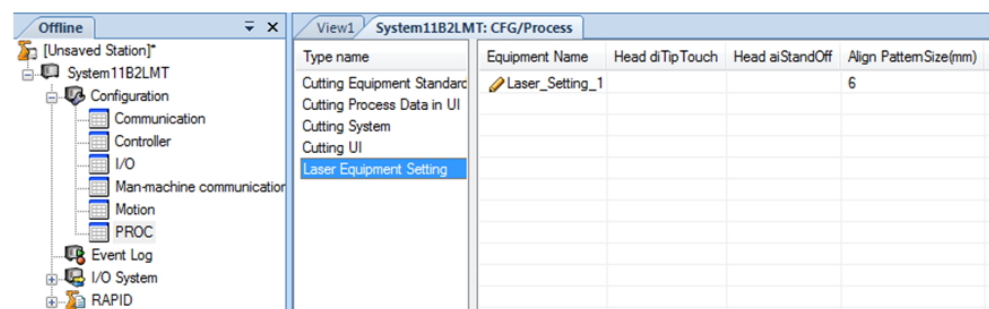 Offline
[Unsaved Station]*
System11B2LMT
Configuration
Communication
Controller
I/O
Man-machine communication
Motion
PROC
Event Log
I/O System
RAPID
View1 System11B2LMT: CFG/Process
Type name
Cutting Equipment Standard
Cutting Process Data in UI
Cutting System
Cutting UI
Laser Equipment Setting
Equipment Name Head diTipTouch Head aiStandOff Align PatternSize(mm)
Laser_Setting_1 6